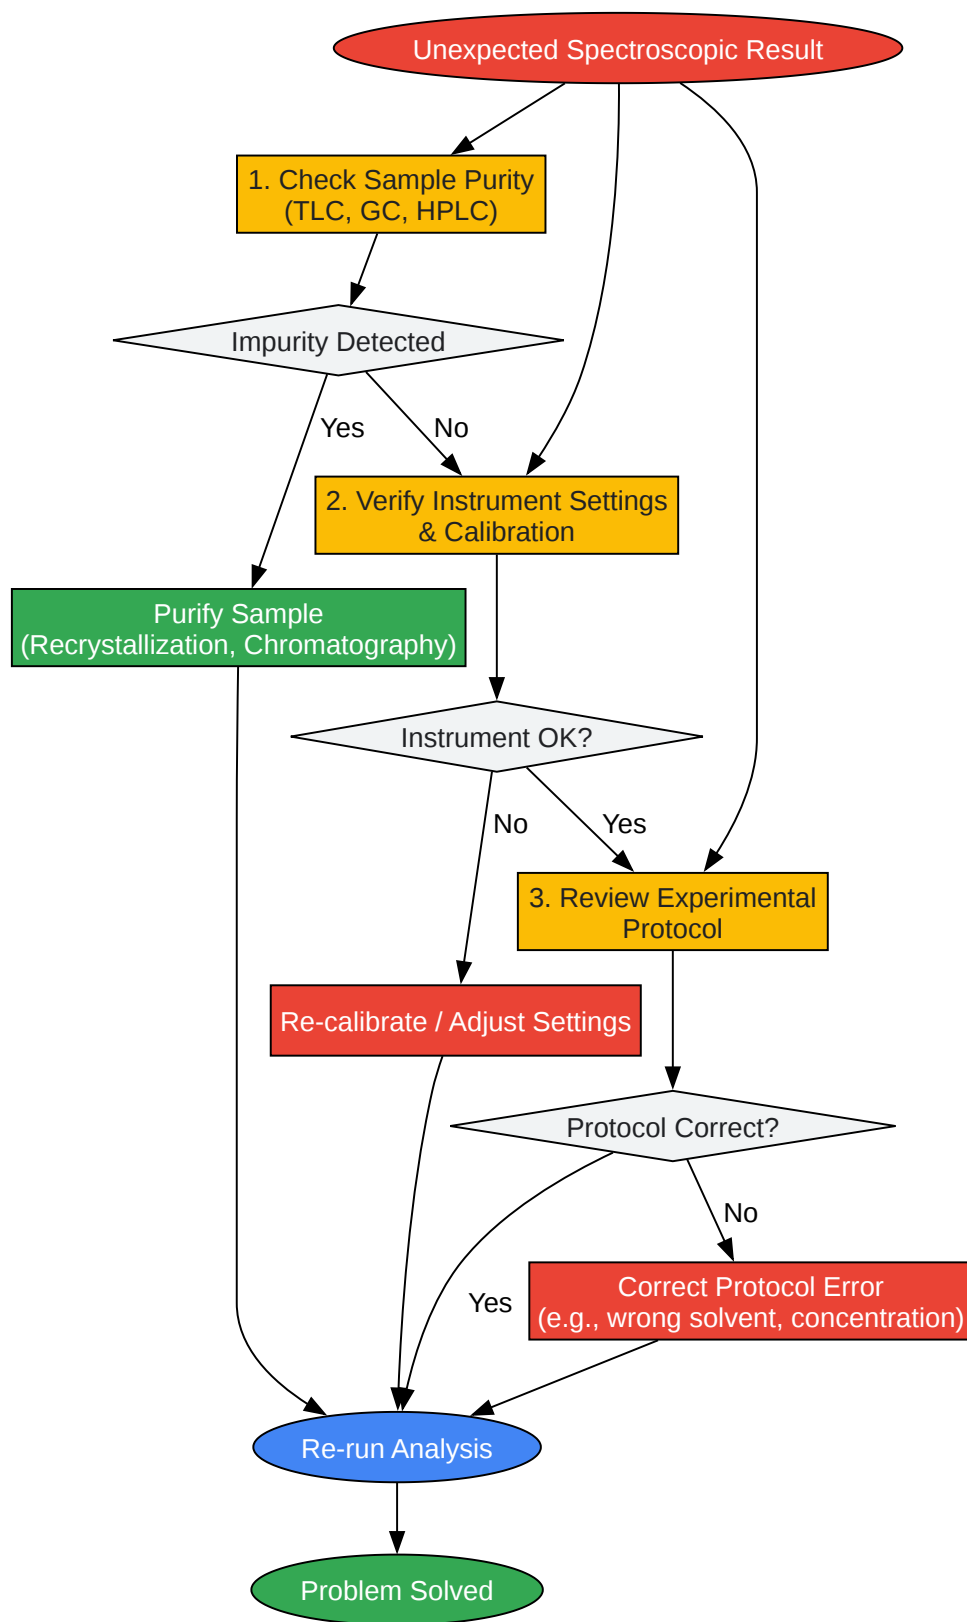 Unexpected Spectroscopic Result
1. Check Sample Purity
(TLC, GC, HPLC)
Impurity Detected
Yes
No
2. Verify Instrument Settings
& Calibration
Purify Sample
(Recrystallization, Chromatography)
Instrument OK?
No
Yes
3. Review Experimental
Protocol
Re-calibrate / Adjust Settings
Protocol Correct?
No
Yes
Correct Protocol Error
(e.g., wrong solvent, concentration)
Re-run Analysis
Problem Solved